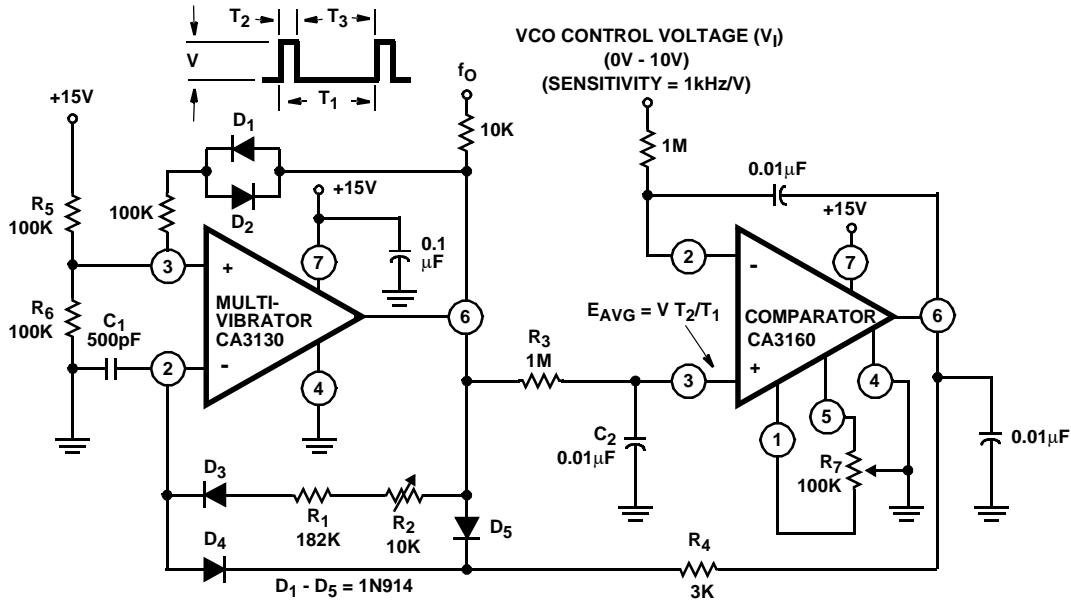 T2
T3
V
T1
fO
VCO CONTROL VOLTAGE (VI)
(0V - 10V)
(SENSITIVITY = 1kHz/V)
+15V
D1
10K
1M
0.01μF
D2
+15V
+15V
R5
100K
100K
0.1
μF
3
+
7
2
-
7
R6
100K
C1
500pF
MULTI-
VIBRATOR
CA3130
6
EAVG = V T2/T1
COMPARATOR
CA3160
6
R3
1M
2
-
4
3
+
4
5
1
C2
0.01μF
R7
100K
0.01μF
D3
R1
182K
R2
10K
D5
D4
R4
3K
D1 - D5 = 1N914